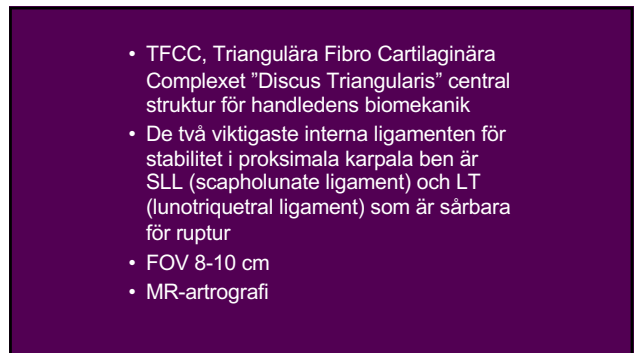 • TFCC, Triangulära Fibro Cartilaginära
Complexet ”Discus Triangularis” central
struktur för handledens biomekanik
• De två viktigaste interna ligamenten för
stabilitet i proksimala karpala ben är
SLL (scapholunate ligament) och LT
(lunotriquetral ligament) som är sårbara
för ruptur
• FOV 8-10 cm
• MR-artrografi